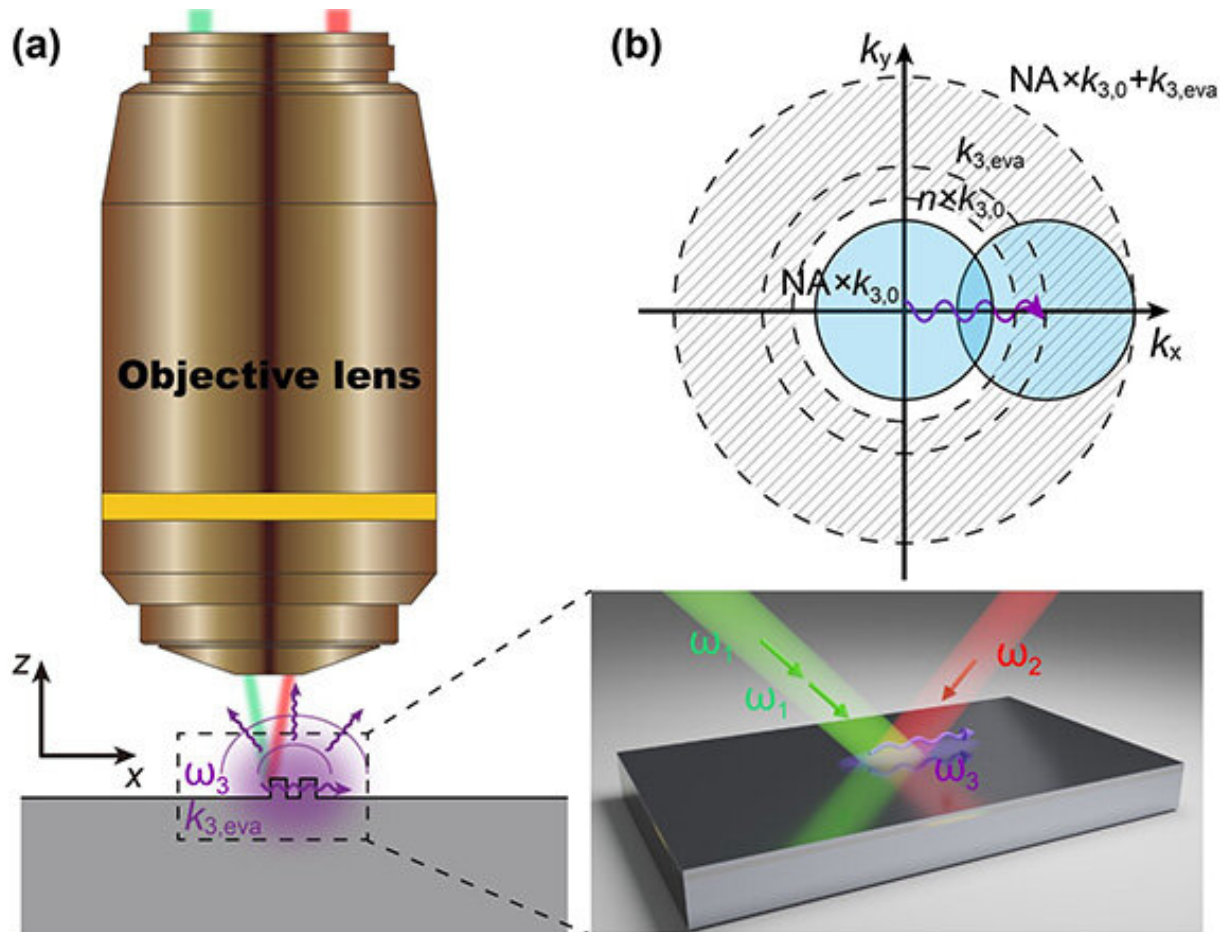 (a)
Objective lens
z
x
ω3
k3,eva
(b)
ky
NA×k3,0+k3,eva
k3,eva
n×k3,0
NA×k3,0
kx
ω1
ω1
ω2
ω3